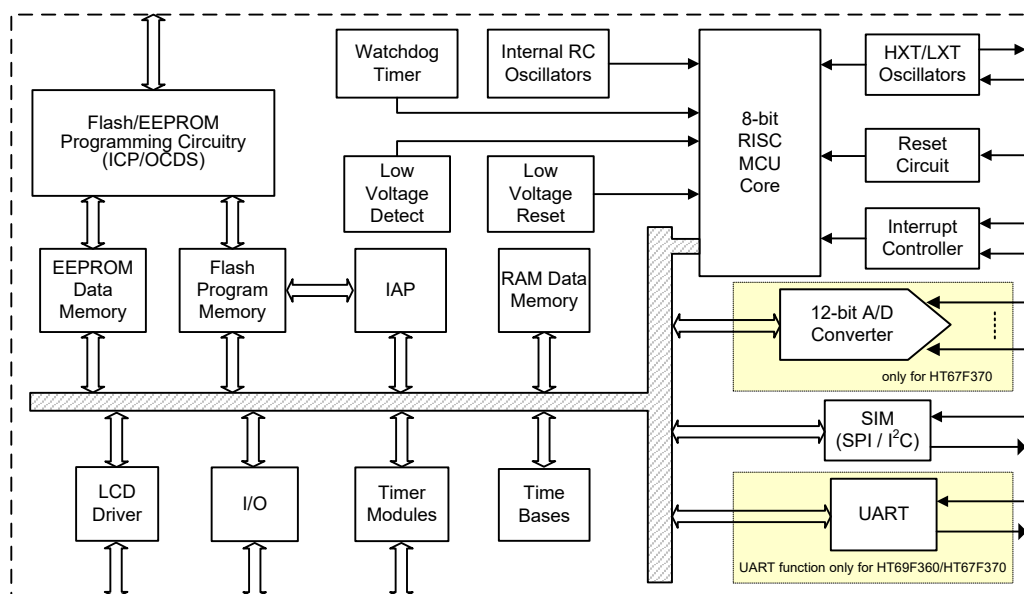 Watchdog
Timer
Internal RC
Oscillators
8-bit
RISC
MCU
Core
HXT/LXT
Oscillators
Flash/EEPROM
Programming Circuitry
(ICP/OCDS)
Low
Voltage
Detect
Low
Voltage
Reset
Reset
Circuit
Interrupt
Controller
EEPROM
Data
Memory
Flash
Program
Memory
IAP
RAM Data
Memory
12-bit A/D
Converter
only for HT67F370
SIM
(SPI / I²C)
LCD
Driver
I/O
Timer
Modules
Time
Bases
UART
UART function only for HT69F360/HT67F370